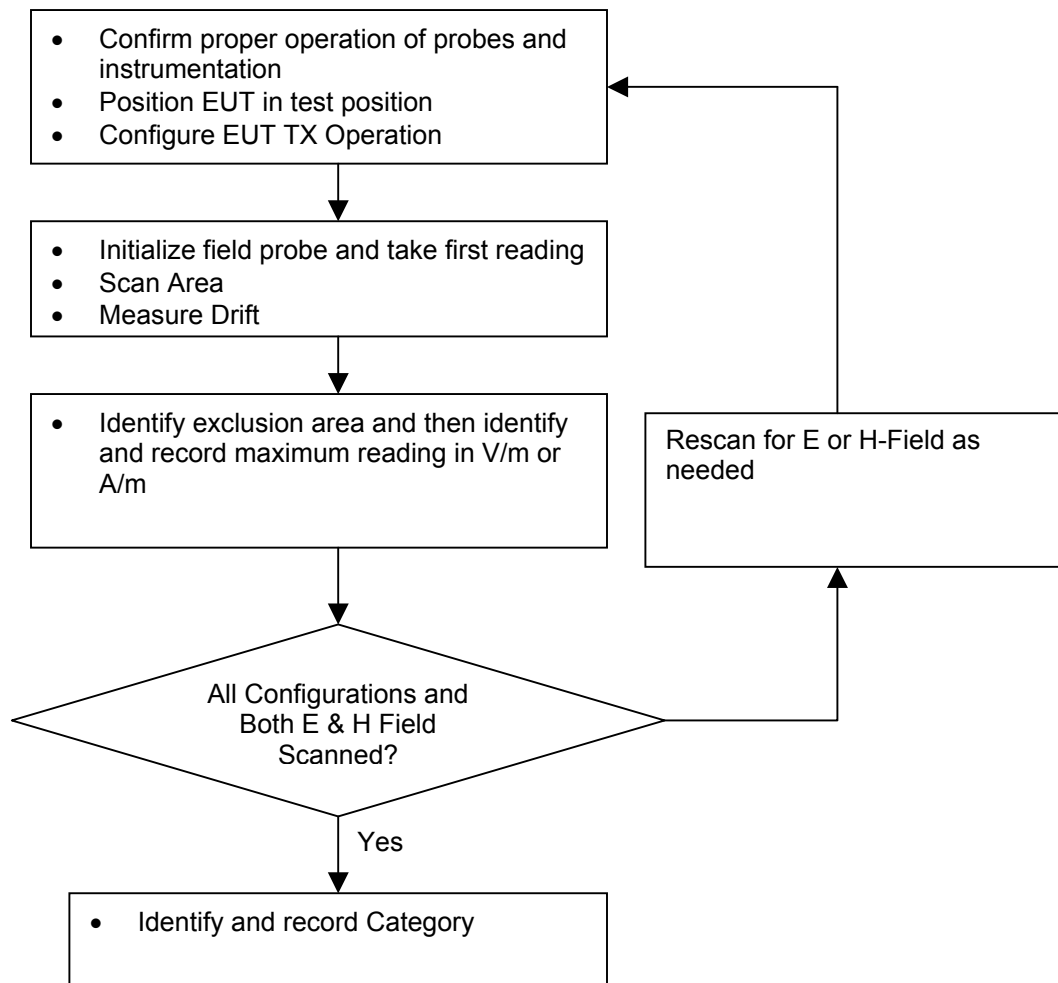 • Confirm proper operation of probes and
instrumentation
• Position EUT in test position
• Configure EUT TX Operation
• Initialize field probe and take first reading
• Scan Area
• Measure Drift
• Identify exclusion area and then identify
and record maximum reading in V/m or
A/m
Rescan for E or H-Field as
needed
All Configurations and
Both E & H Field
Scanned?
Yes
• Identify and record Category